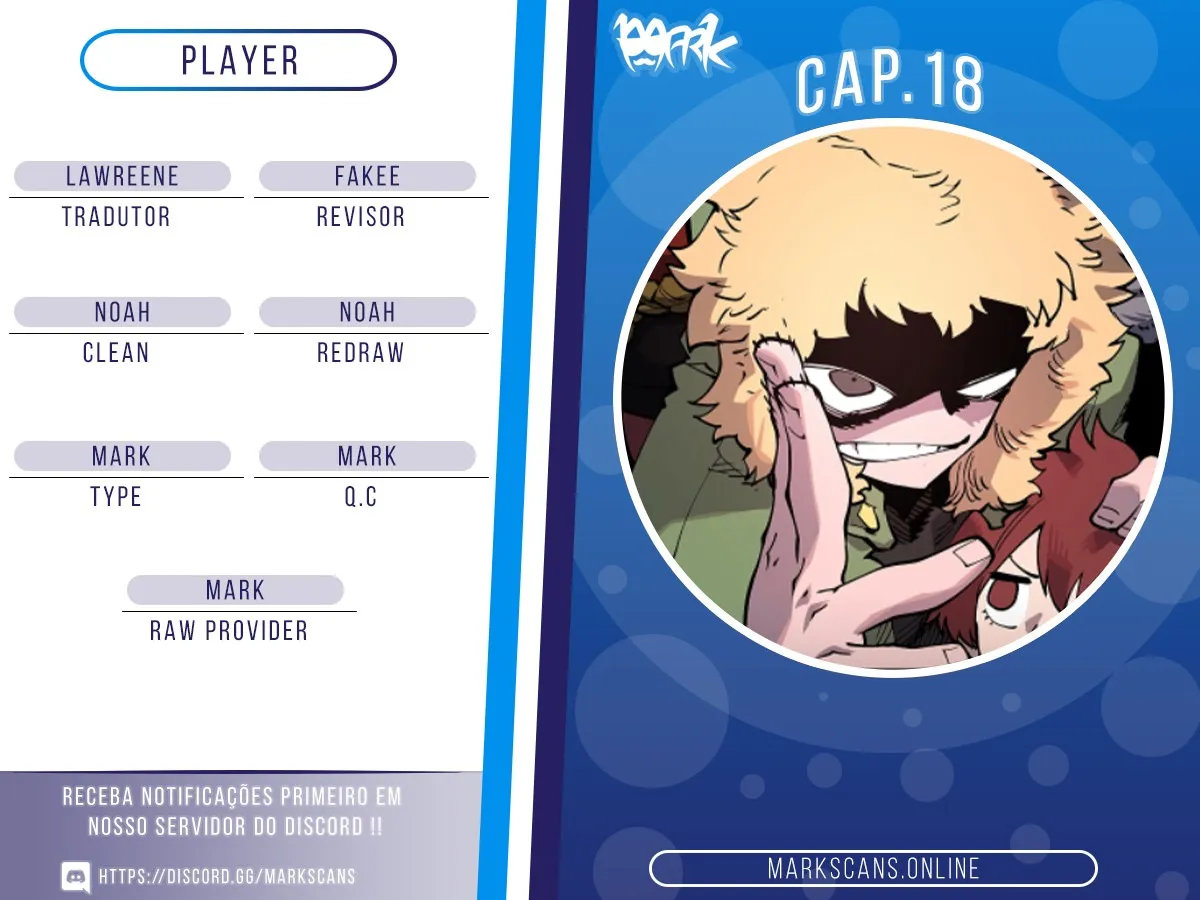 PLAYER
LAWREENE
TRADUTOR
FAKEE
REVISOR
NOAH
CLEAN
NOAH
REDRAW
MARK
TYPE
MARK
Q.C
MARK
RAW PROVIDER
RECEBA NOTIFICAÇÕES PRIMEIRO EM
NOSSO SERVIDOR DO DISCORD !!
HTTPS://DISCORD.GG/MARKSCANS
MARK
CAP.18
MARKSCANS.ONLINE